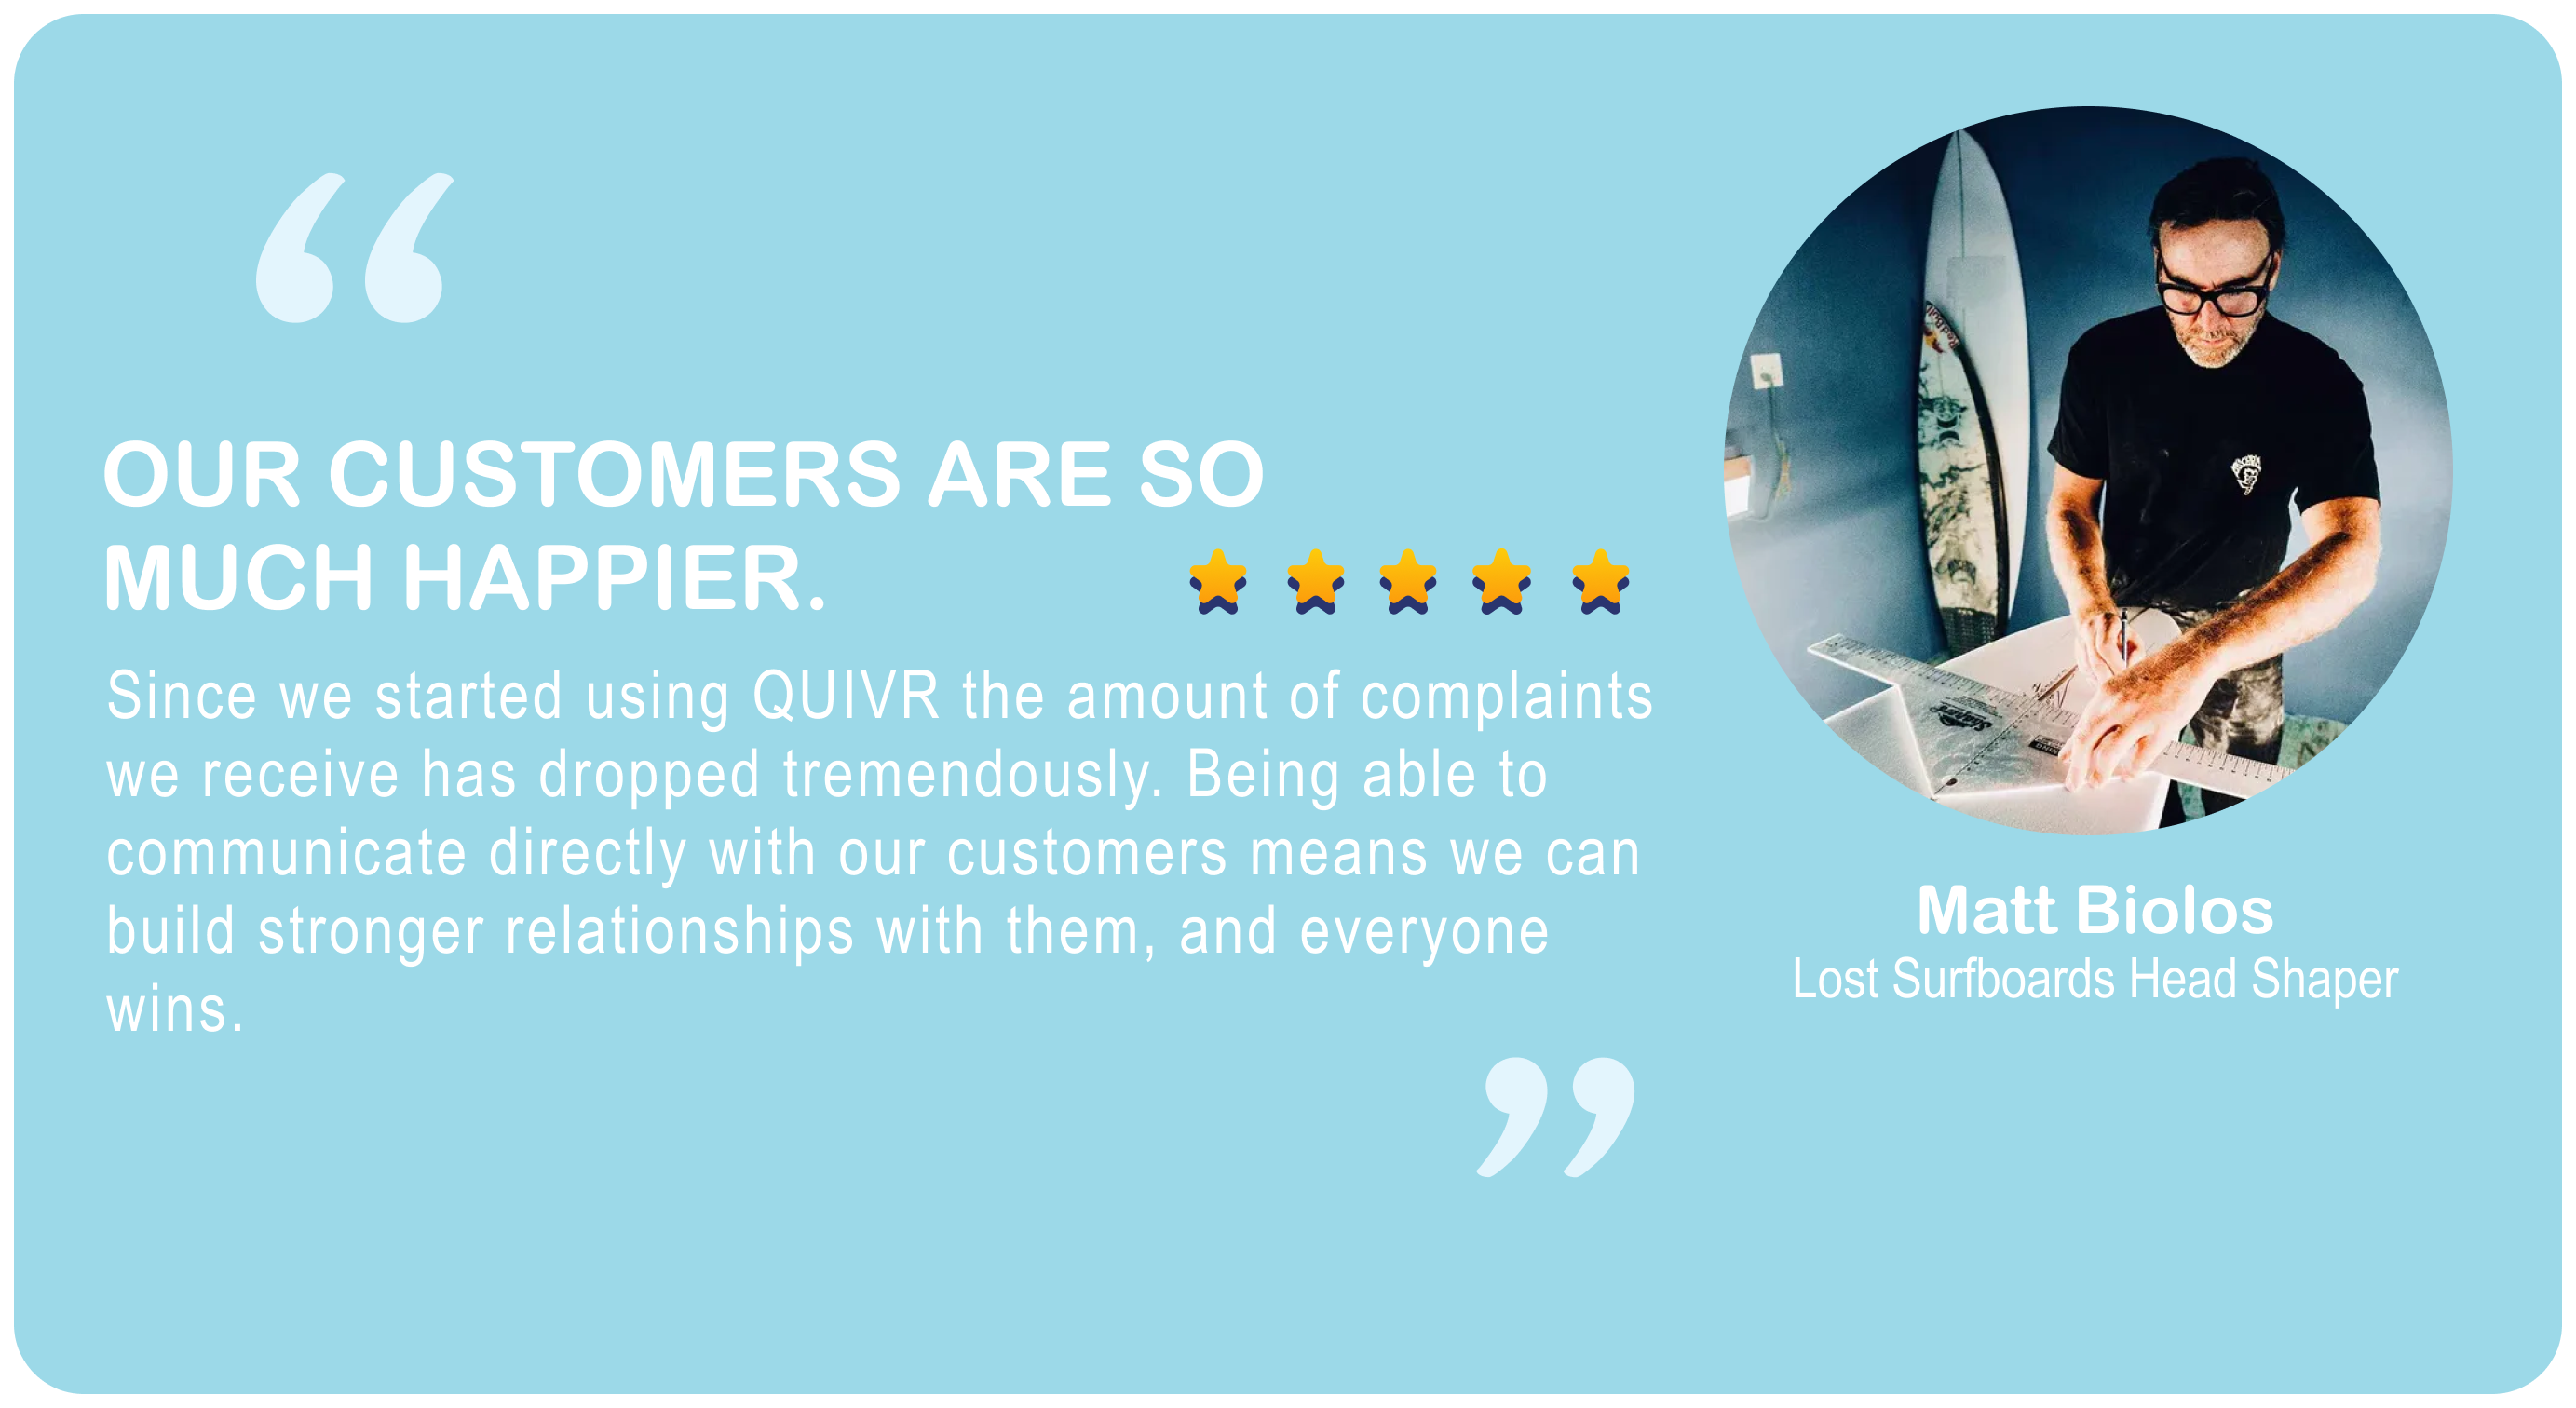 OUR CUSTOMERS ARE SO
MUCH HAPPIER.
Since we started using QUIVR the amount of complaints
we receive has dropped tremendously. Being able to
communicate directly with our customers means we can
build stronger relationships with them, and everyone
wins.
Matt Biolos
Lost Surfboards Head Shaper